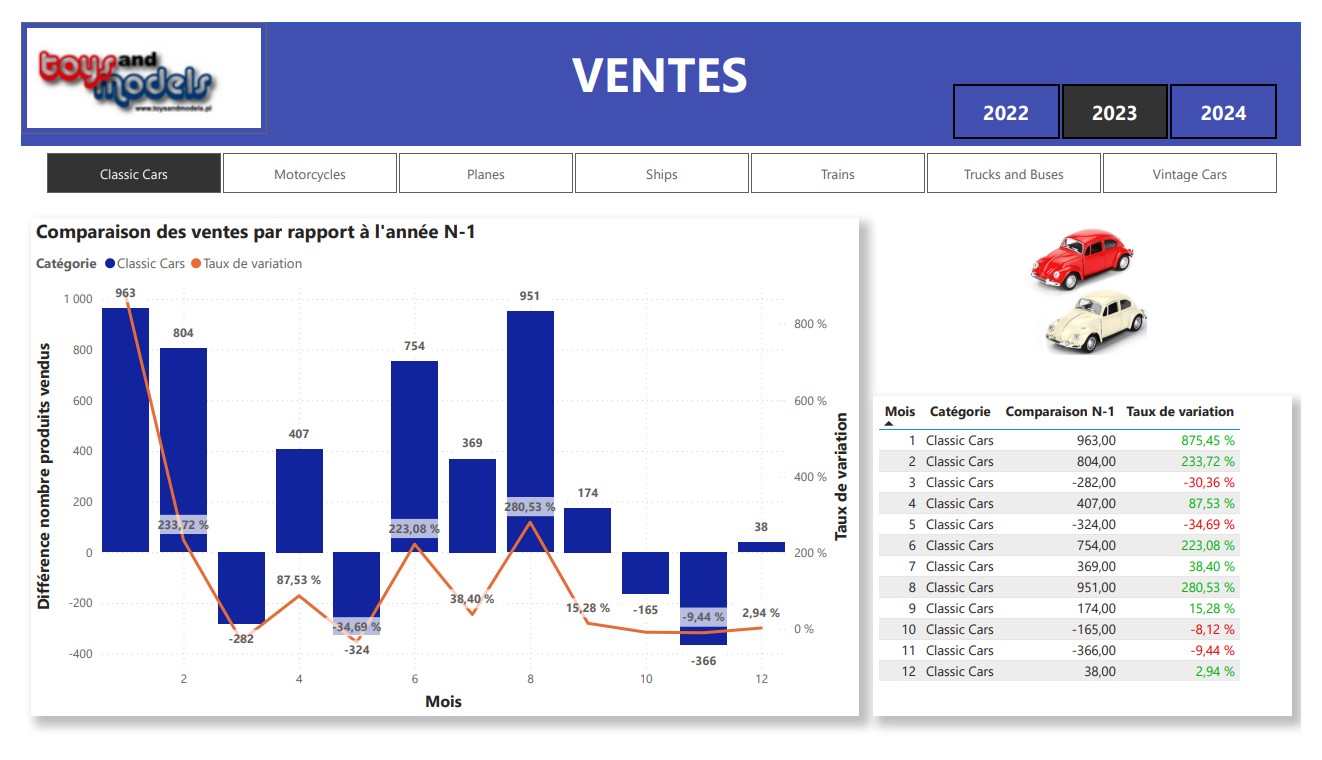 toys and
models
www.toysandmodels.pl
VENTES
2022 2023 2024
Classic Cars Motorcycles Planes Ships Trains Trucks and Buses Vintage Cars
Comparaison des ventes par rapport à l'année N-1
Catégorie Classic Cars Taux de variation
Différence nombre produits vendus
1 000
800
600
400
200
0
-200
-400
963
804
-282
407
-324
754
369
951
174
-165
-366
38
233,72 %
87,53 %
-34,69 %
223,08 %
38,40 %
280,53 %
15,28 %
-9,44 %
2,94 %
800 %
600 %
400 %
200 %
0 %
Taux de variation
2 4 6 8 10 12
Mois
Mois Catégorie Comparaison N-1 Taux de variation
1 Classic Cars 963,00 875,45 %
2 Classic Cars 804,00 233,72 %
3 Classic Cars -282,00 -30,36 %
4 Classic Cars 407,00 87,53 %
5 Classic Cars -324,00 -34,69 %
6 Classic Cars 754,00 223,08 %
7 Classic Cars 369,00 38,40 %
8 Classic Cars 951,00 280,53 %
9 Classic Cars 174,00 15,28 %
10 Classic Cars -165,00 -8,12 %
11 Classic Cars -366,00 -9,44 %
12 Classic Cars 38,00 2,94 %